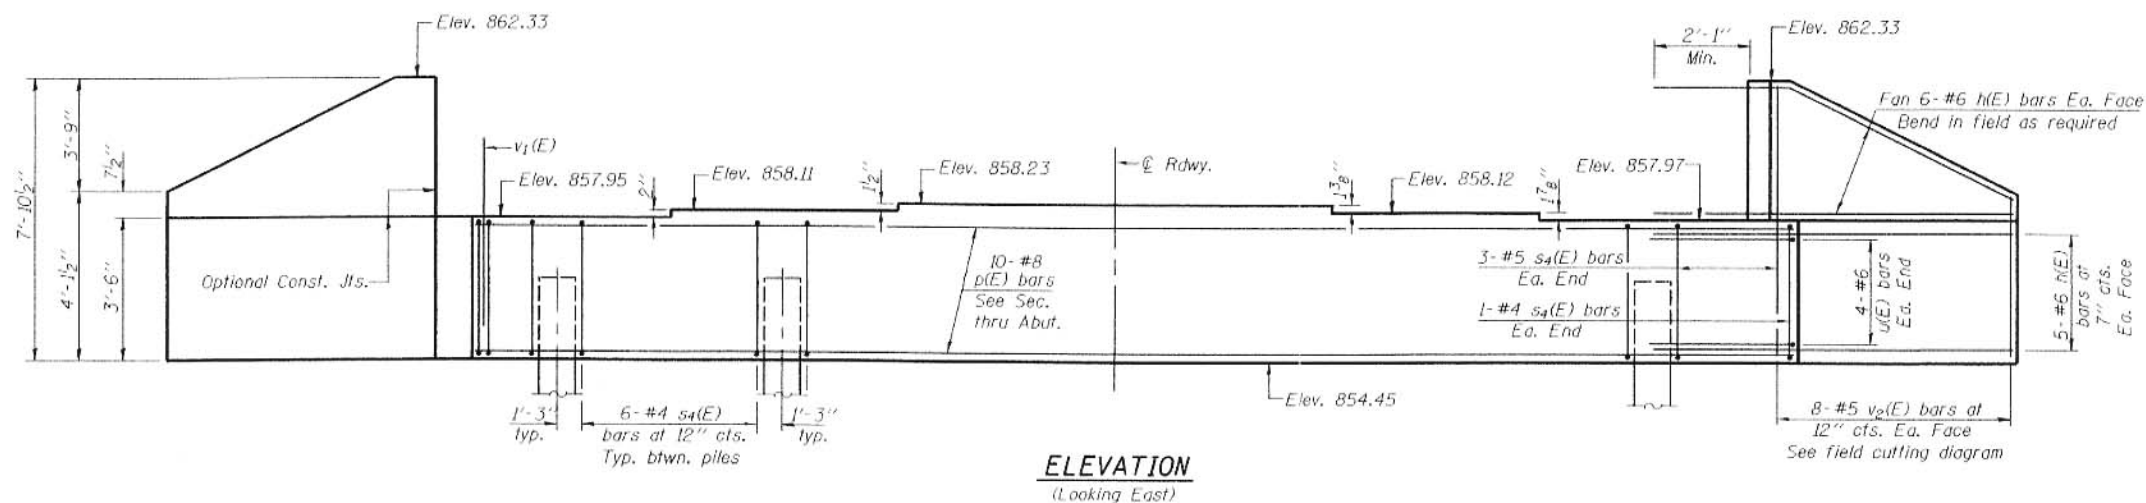 Elev. 862.33
Elev. 862.33
2'-1"
Min.
Fan 6-#6 h(E) bars Ea. Face
Bend in field as required
7'-10½"
3'-9"
7½"
4'-1½"
3'-6"
v₁(E)
Elev. 857.95
2"
Elev. 858.11
1½"
Elev. 858.23
℄ Rdwy.
1⅜"
Elev. 858.12
1⅞"
Elev. 857.97
Optional Const. Jts.
10-#8
p(E) bars
See Sec.
thru Abut.
3-#5 s₄(E) bars
Ea. End
1-#4 s₄(E) bars
Ea. End
4-#6
u(E) bars
Ea. End
5-#6 h(E)
bars at
7" cts.
Ea. Face
1'-3"
typ.
6-#4 s₄(E)
bars at 12" cts.
Typ. btwn. piles
1'-3"
typ.
Elev. 854.45
8-#5 v₂(E) bars at
12" cts. Ea. Face
See field cutting diagram
ELEVATION
(Looking East)